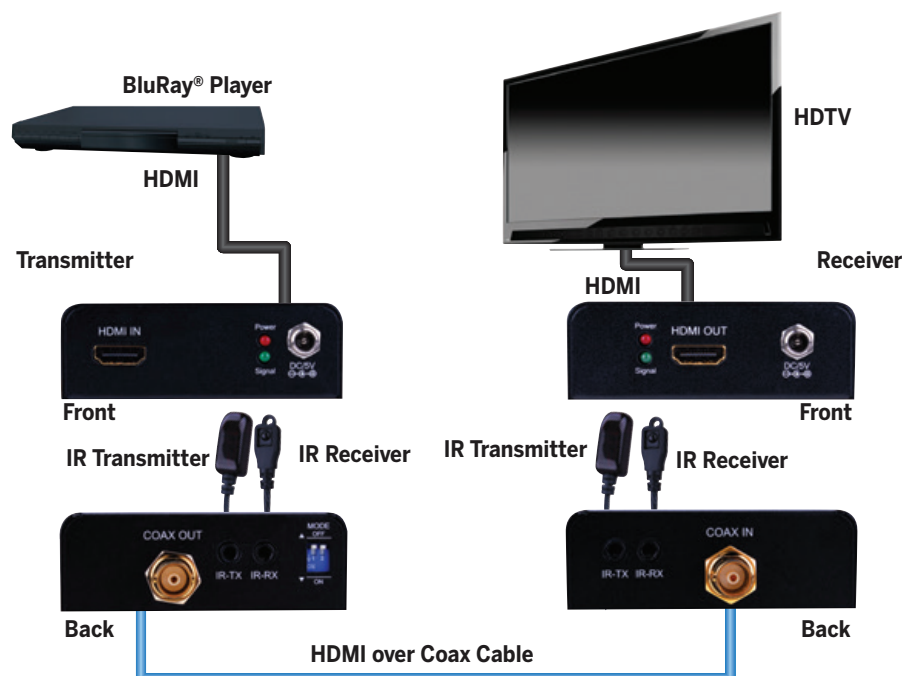 BluRay® Player
HDTV
HDMI
Transmitter
Receiver
HDMI
HDMI IN
Power
Signal
DC/5V
Power
Signal
HDMI OUT
DC/5V
Front
Front
IR Transmitter
IR Receiver
IR Transmitter
IR Receiver
COAX OUT
IR-TX IR-RX
MODE
OFF
ON
COAX IN
IR-TX IR-RX
Back
Back
HDMI over Coax Cable